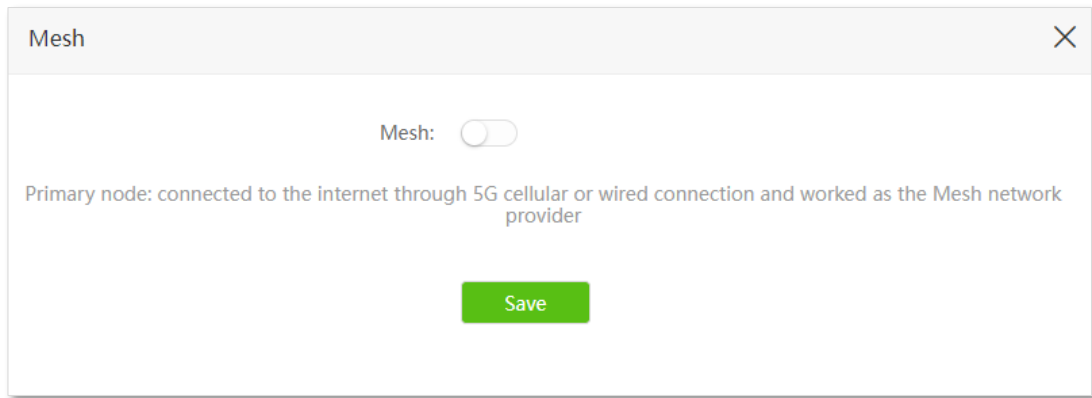 Mesh
Mesh:
Primary node: connected to the internet through 5G cellular or wired connection and worked as the Mesh network
provider
Save